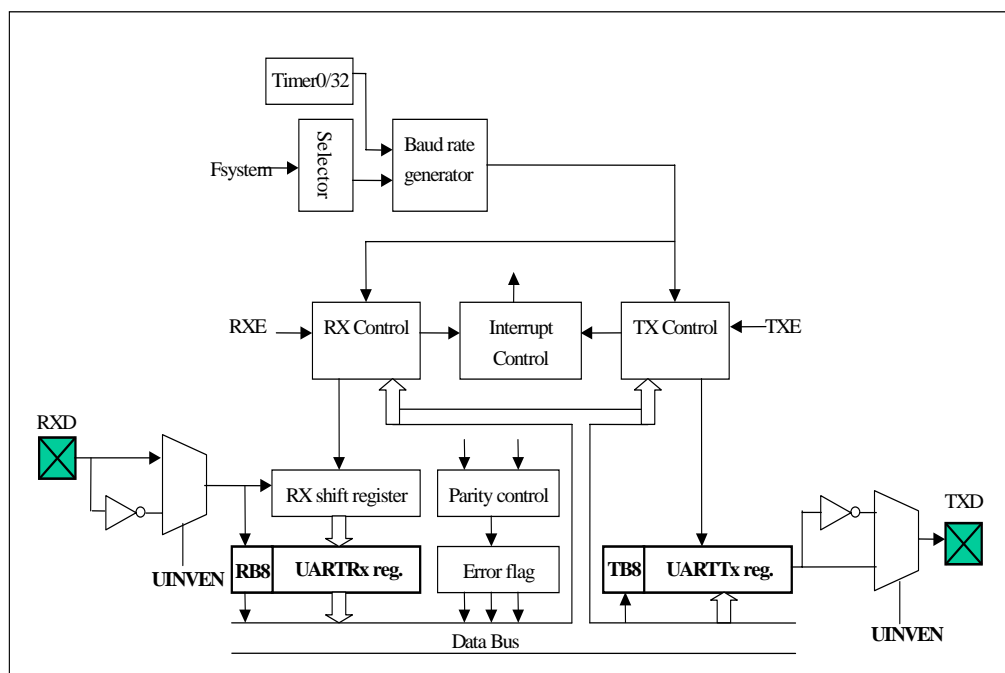 Timer0/32
Fsystem
Selector
Baud rate
generator
RXE
RX Control
Interrupt
Control
TX Control
TXE
RXD
RX shift register
Parity control
TXD
UINVEN
RB8
UARTRx reg.
Error flag
TB8
UARTTx reg.
UINVEN
Data Bus